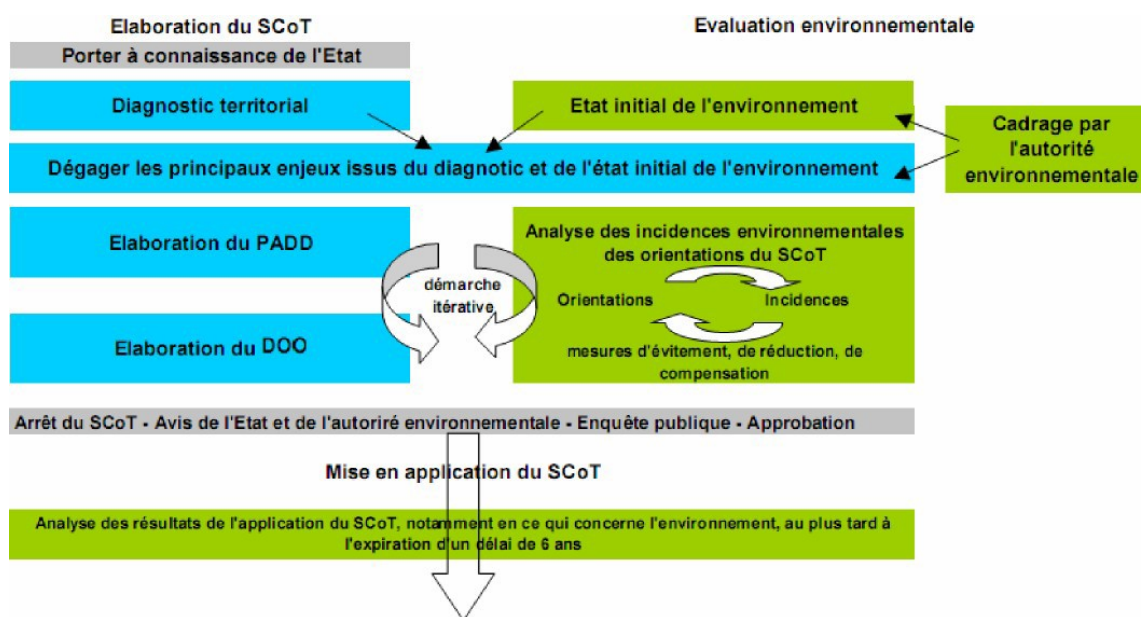 Elaboration du SCoT
Evaluation environnementale
Porter à connaissance de l'Etat
Diagnostic territorial
Etat initial de l'environnement
Cadrage par
l'autorité
environnementale
Dégager les principaux enjeux issus du diagnotic et de l'état initial de l'environnement
Elaboration du PADD
Analyse des incidences environnementales
des orientations du SCoT
démarche
itérative
Orientations
Incidences
Elaboration du DOO
mesures d'évitement, de réduction, de
compensation
Arrêt du SCoT - Avis de l'Etat et de l'autoriré environnementale - Enquête publique - Approbation
Mise en application du SCoT
Analyse des résultats de l'application du SCoT, notamment en ce qui concerne l'environnement, au plus tard à
l'expiration d'un délai de 6 ans